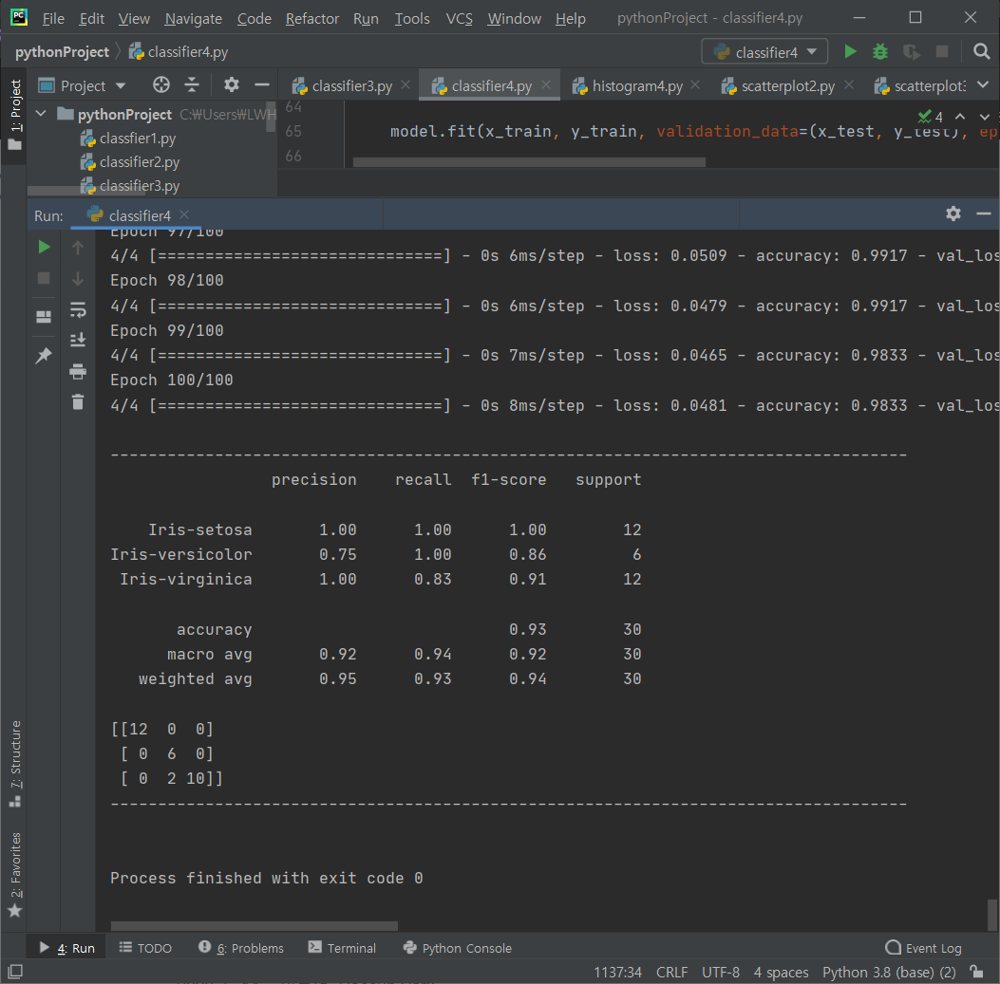 PC File Edit View Navigate Code Refactor Run Tools VCS Window Help pythonProject - classifier4.py
pythonProject classifier4.py classifier4
1: Project
Project classifier3.py classifier4.py histogram4.py scatterplot2.py scatterplot3
pythonProject C:₩Users₩LWH
classfier1.py
classifier2.py
classifier3.py
64
65 model.fit(x_train, y_train, validation_data=(x_test, y_test), ep
66
4
Run: classifier4
Epoch 97/100
4/4 [==============================] - 0s 6ms/step - loss: 0.0509 - accuracy: 0.9917 - val_los
Epoch 98/100
4/4 [==============================] - 0s 6ms/step - loss: 0.0479 - accuracy: 0.9917 - val_los
Epoch 99/100
4/4 [==============================] - 0s 7ms/step - loss: 0.0465 - accuracy: 0.9833 - val_los
Epoch 100/100
4/4 [==============================] - 0s 8ms/step - loss: 0.0481 - accuracy: 0.9833 - val_los
------------------------------------------------------------------------------------
precision recall f1-score support
Iris-setosa 1.00 1.00 1.00 12
Iris-versicolor 0.75 1.00 0.86 6
Iris-virginica 1.00 0.83 0.91 12
accuracy 0.93 30
macro avg 0.92 0.94 0.92 30
weighted avg 0.95 0.93 0.94 30
[[12 0 0]
[ 0 6 0]
[ 0 2 10]]
------------------------------------------------------------------------------------
Process finished with exit code 0
7: Structure
2: Favorites
4: Run TODO 6: Problems Terminal Python Console Event Log
1137:34 CRLF UTF-8 4 spaces Python 3.8 (base) (2)